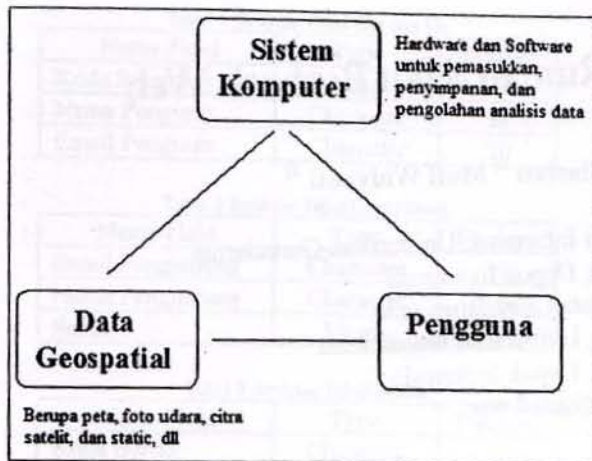 Sistem
Komputer
Hardware dan Software
untuk pemasukkan,
penyimpanan, dan
pengolahan analisis data
Data
Geospatial
Pengguna
Berupa peta, foto udara, citra
satelit, dan static, dll